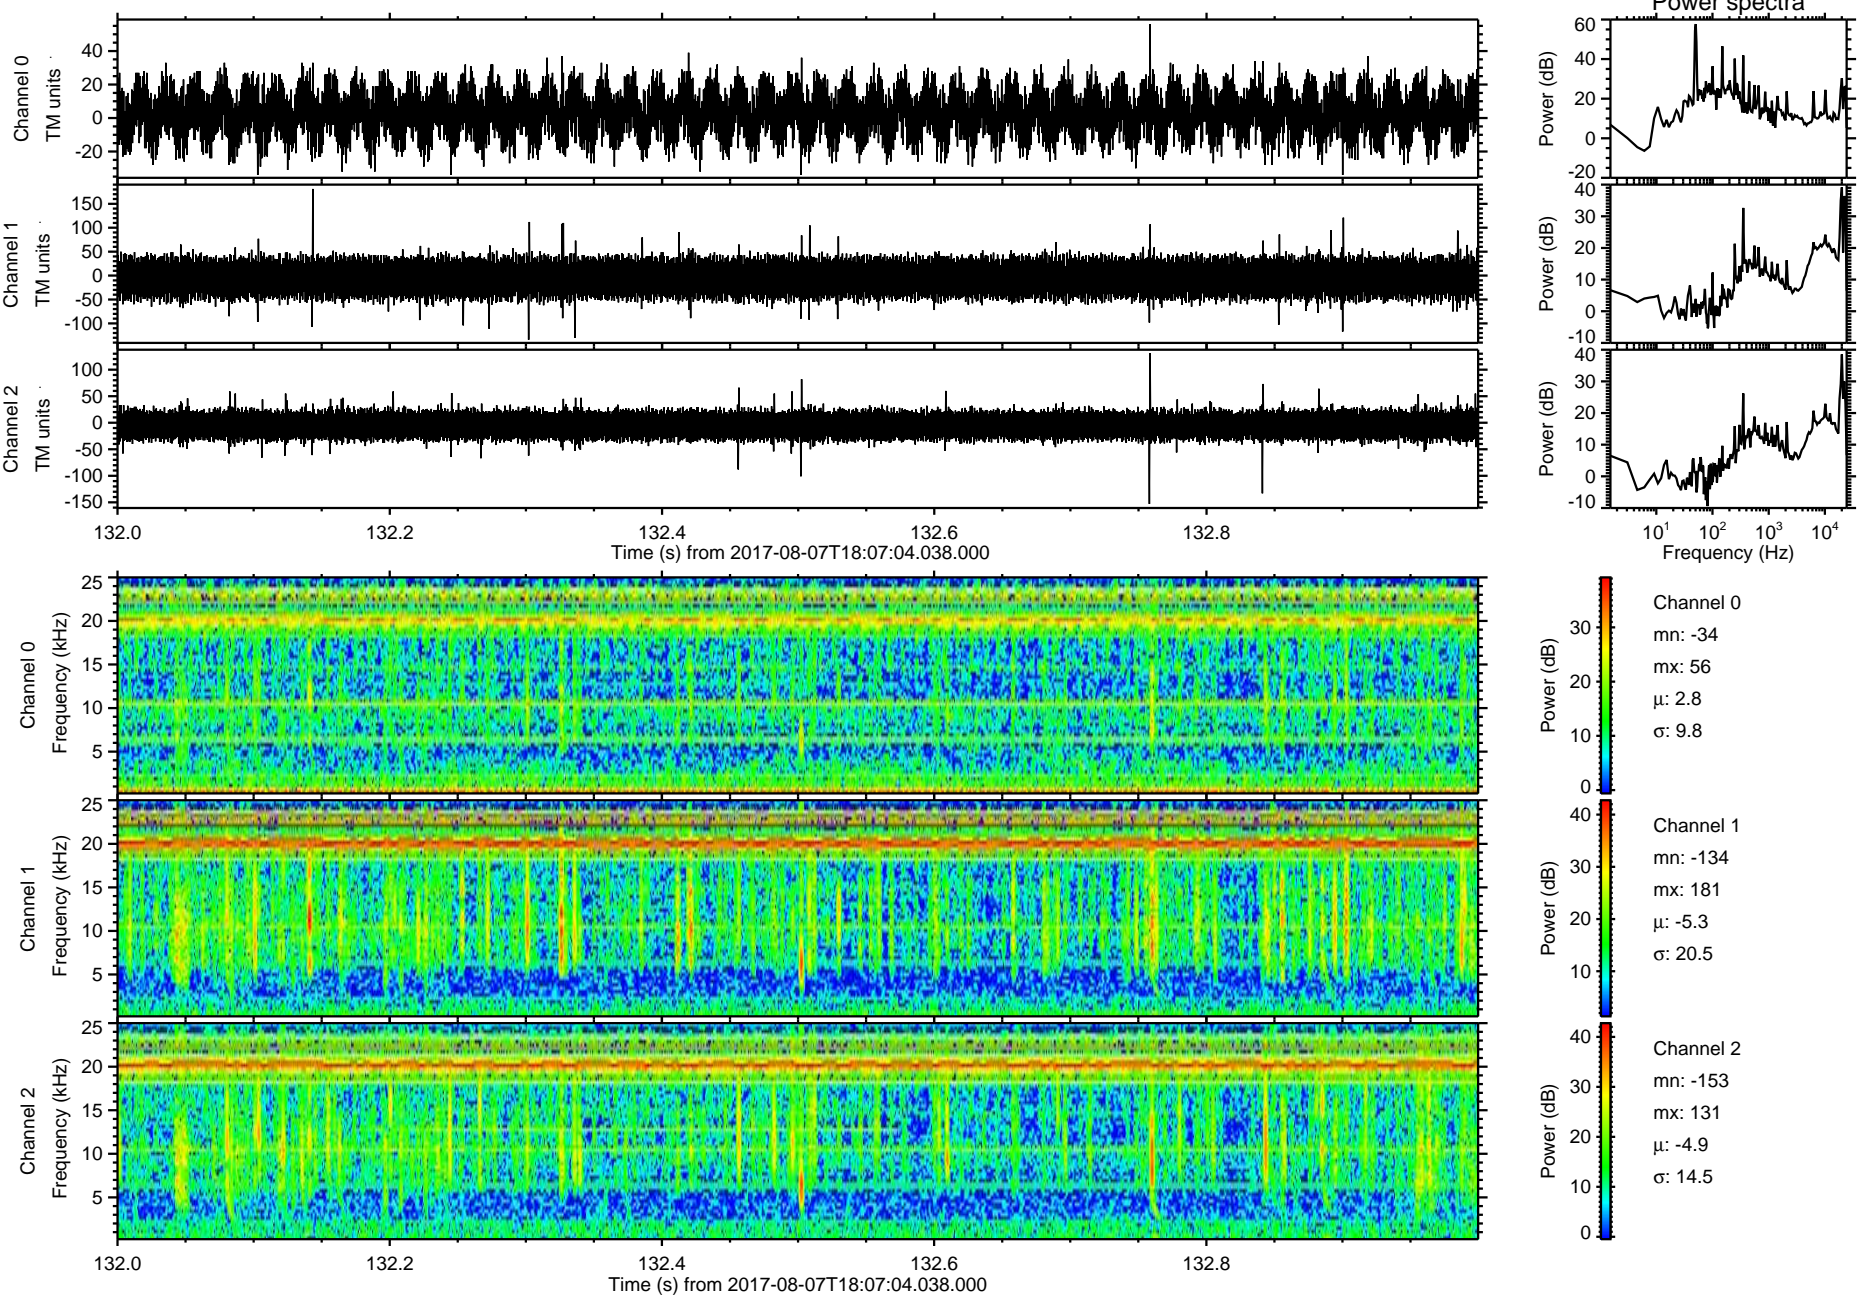 Power spectra
Channel 0
TM units
40
20
0
-20
Power (dB)
60
40
20
0
-20
Channel 1
TM units
150
100
50
0
-50
-100
Power (dB)
40
30
20
10
0
-10
Channel 2
TM units
100
50
0
-50
-100
-150
Power (dB)
40
30
20
10
0
-10
132.0 132.2 132.4 132.6 132.8
Time (s) from 2017-08-07T18:07:04.038.000
10¹ 10² 10³ 10⁴
Frequency (Hz)
Channel 0
Frequency (kHz)
25
20
15
10
5
Power (dB)
30
20
10
0
Channel 0
mn: -34
mx: 56
μ: 2.8
σ: 9.8
Channel 1
Frequency (kHz)
25
20
15
10
5
Power (dB)
40
30
20
10
Channel 1
mn: -134
mx: 181
μ: -5.3
σ: 20.5
Channel 2
Frequency (kHz)
25
20
15
10
5
Power (dB)
40
30
20
10
0
Channel 2
mn: -153
mx: 131
μ: -4.9
σ: 14.5
132.0 132.2 132.4 132.6 132.8
Time (s) from 2017-08-07T18:07:04.038.000